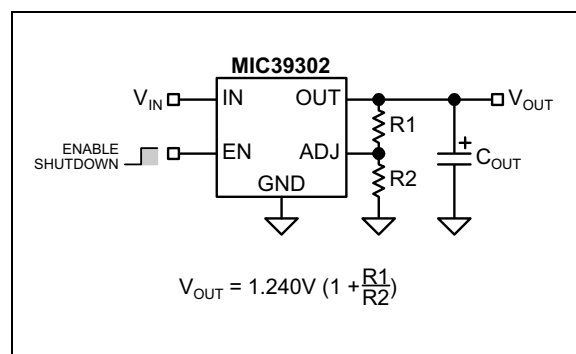 MIC39302
V_IN
IN
OUT
V_OUT
R1
ENABLE
SHUTDOWN
EN
ADJ
R2
C_OUT
+
GND
V_OUT = 1.240V (1 + R1/R2)